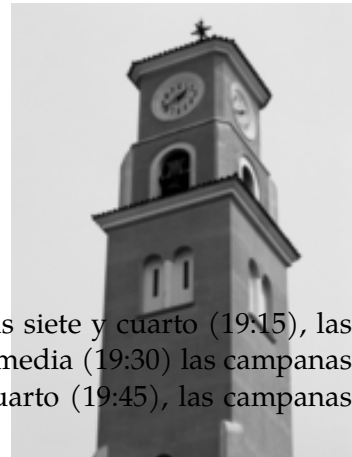 s siete y cuarto (19:15), las
media (19:30) las campanas
uarto (19:45), las campanas